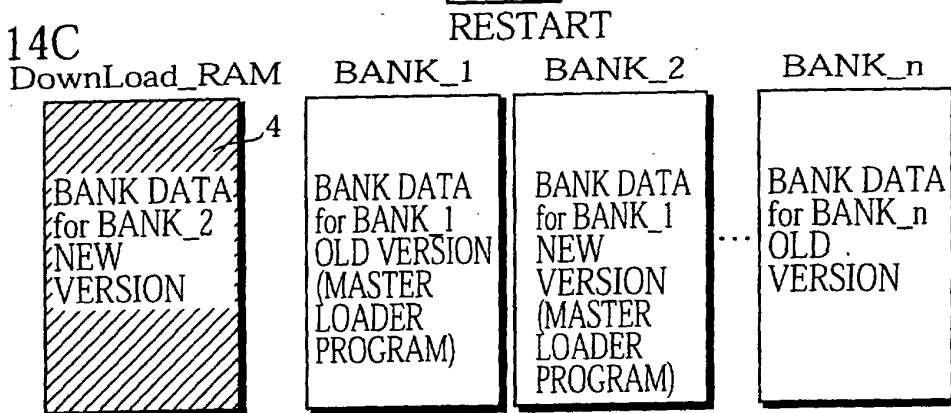 RESTART
14C
DownLoad_RAM
BANK_1
BANK_2
BANK_n
4
BANK DATA
for BANK_2
NEW
VERSION
BANK DATA
for BANK_1
OLD VERSION
(MASTER
LOADER
PROGRAM)
BANK DATA
for BANK_1
NEW
VERSION
(MASTER
LOADER
PROGRAM)
...
BANK DATA
for BANK_n
OLD
VERSION